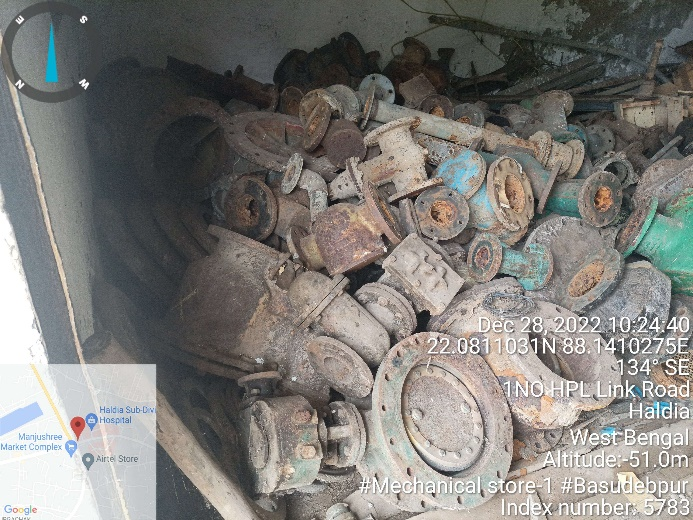 S
E
W
N
Dec 28, 2022 10:24:40
22.0811031N 88.1410275E
134° SE
1NO HPL Link Road
Haldia
West Bengal
Altitude:-51.0m
#Mechanical store-1 #Basudebpur
Index number: 5783
Haldia Sub-Divi
Hospital
Manjushree
Market Complex
Airtel Store
Google